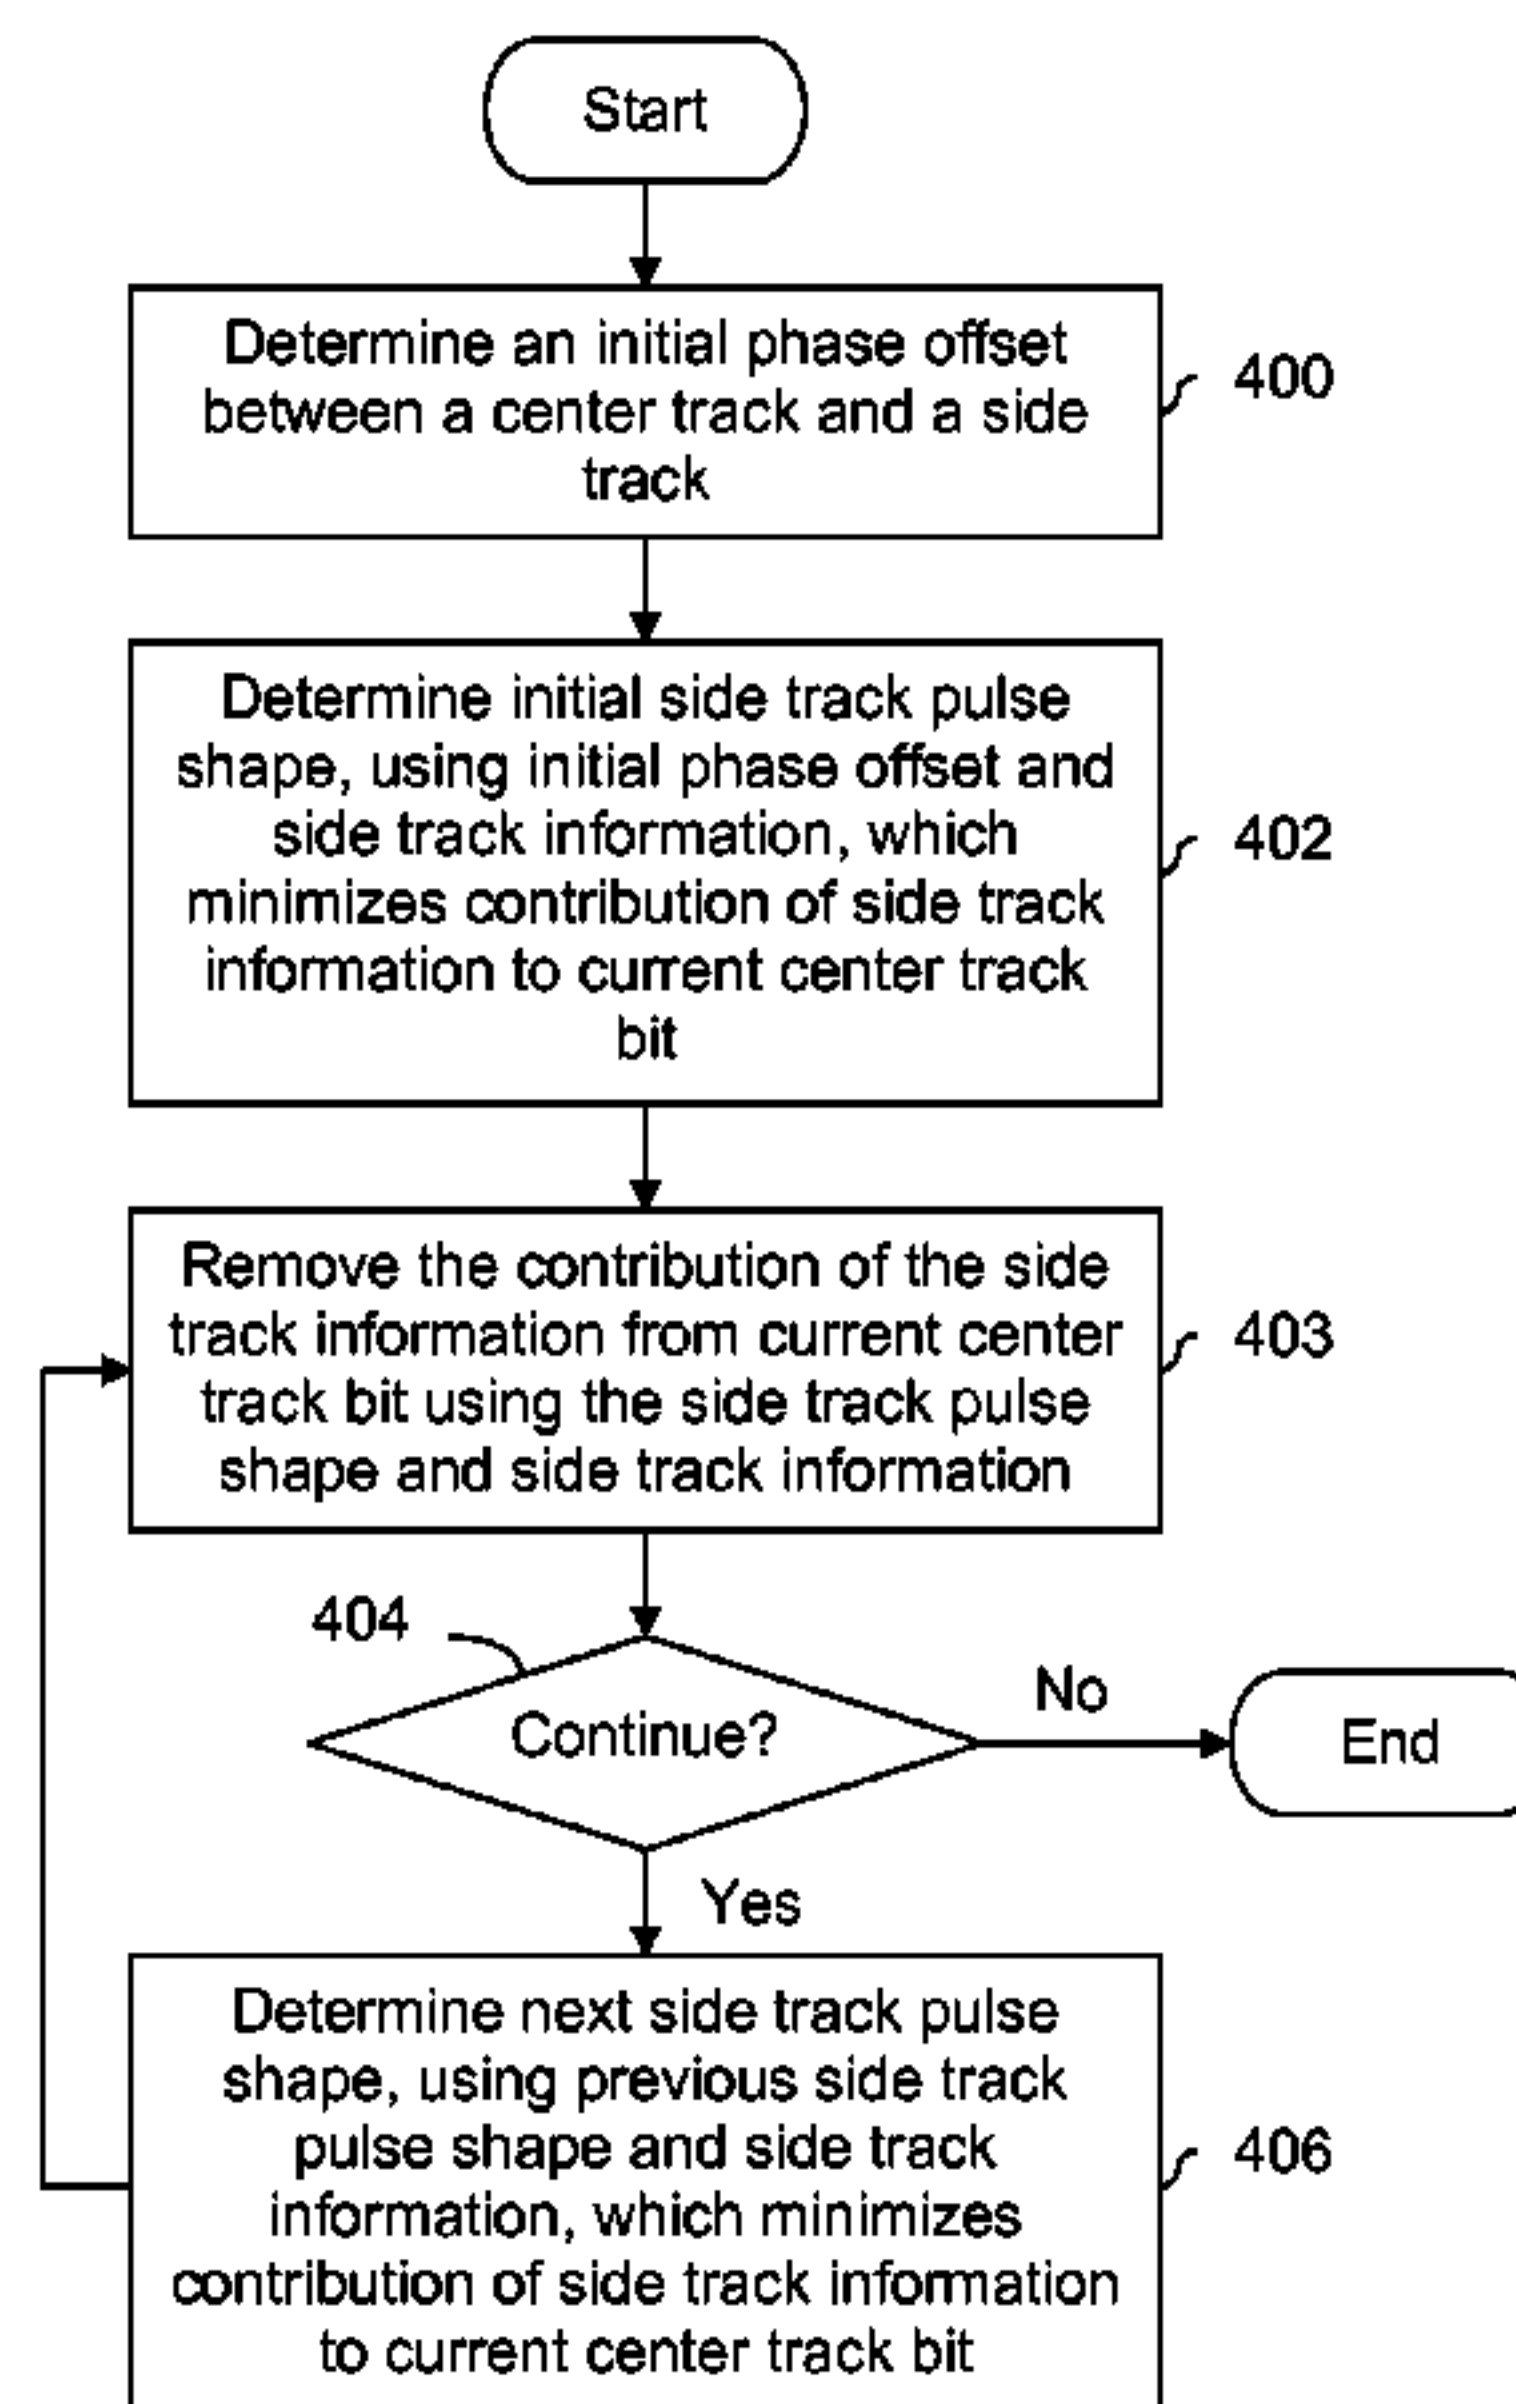 Start
Determine an initial phase offset
between a center track and a side
track
400
Determine initial side track pulse
shape, using initial phase offset and
side track information, which
minimizes contribution of side track
information to current center track
bit
402
Remove the contribution of the side
track information from current center
track bit using the side track pulse
shape and side track information
403
404
Continue?
No
End
Yes
Determine next side track pulse
shape, using previous side track
pulse shape and side track
information, which minimizes
contribution of side track information
to current center track bit
406